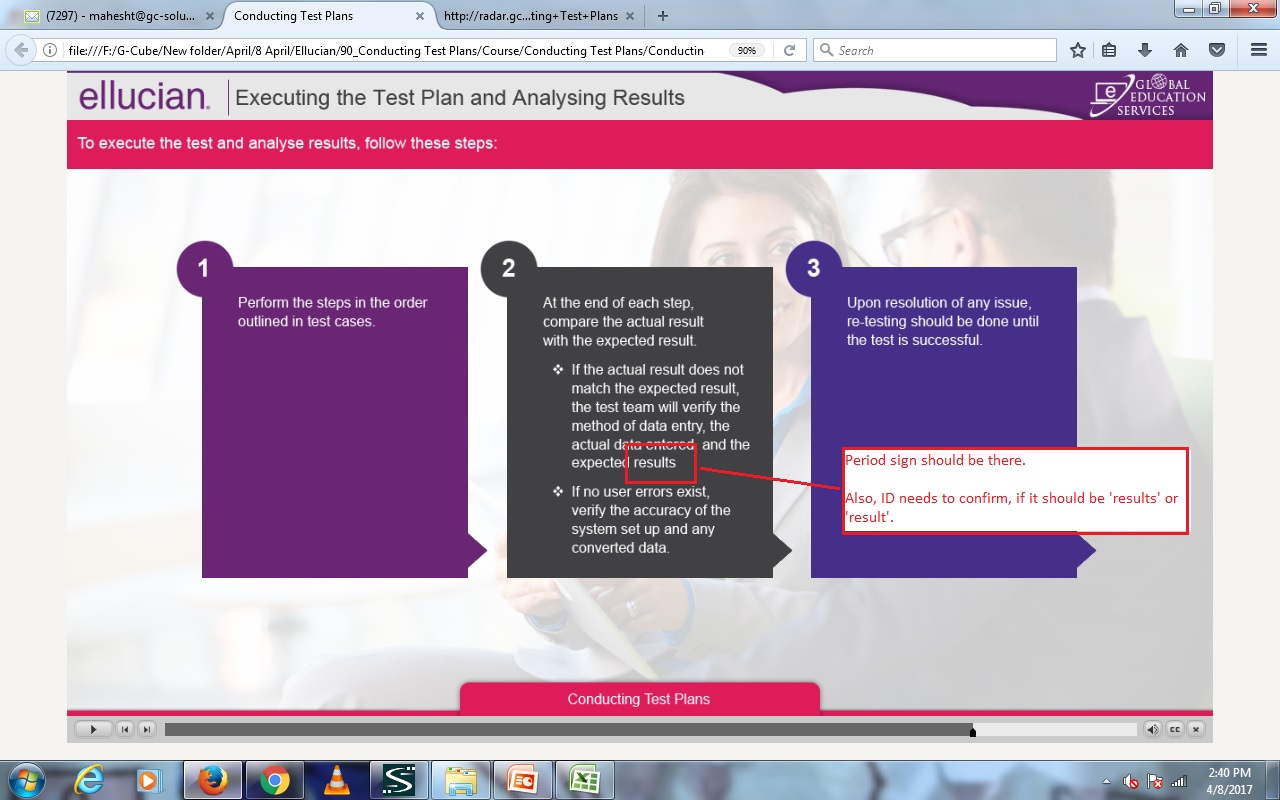 (7297) - mahesht@gc-solu...
Conducting Test Plans
http://radar.gc...ting+Test+Plans
file:///F:/G-Cube/New folder/April/8 April/Ellucian/90_Conducting Test Plans/Course/Conducting Test Plans/Conductin
90%
Search
ellucian.
Executing the Test Plan and Analysing Results
GLOBAL
EDUCATION
SERVICES
To execute the test and analyse results, follow these steps:
1
Perform the steps in the order
outlined in test cases.
2
At the end of each step,
compare the actual result
with the expected result.
❖ If the actual result does not
match the expected result,
the test team will verify the
method of data entry, the
actual data entered, and the
expected results
❖ If no user errors exist,
verify the accuracy of the
system set up and any
converted data.
3
Upon resolution of any issue,
re-testing should be done until
the test is successful.
Period sign should be there.
Also, ID needs to confirm, if it should be 'results' or
'result'.
Conducting Test Plans
CC
2:40 PM
4/8/2017